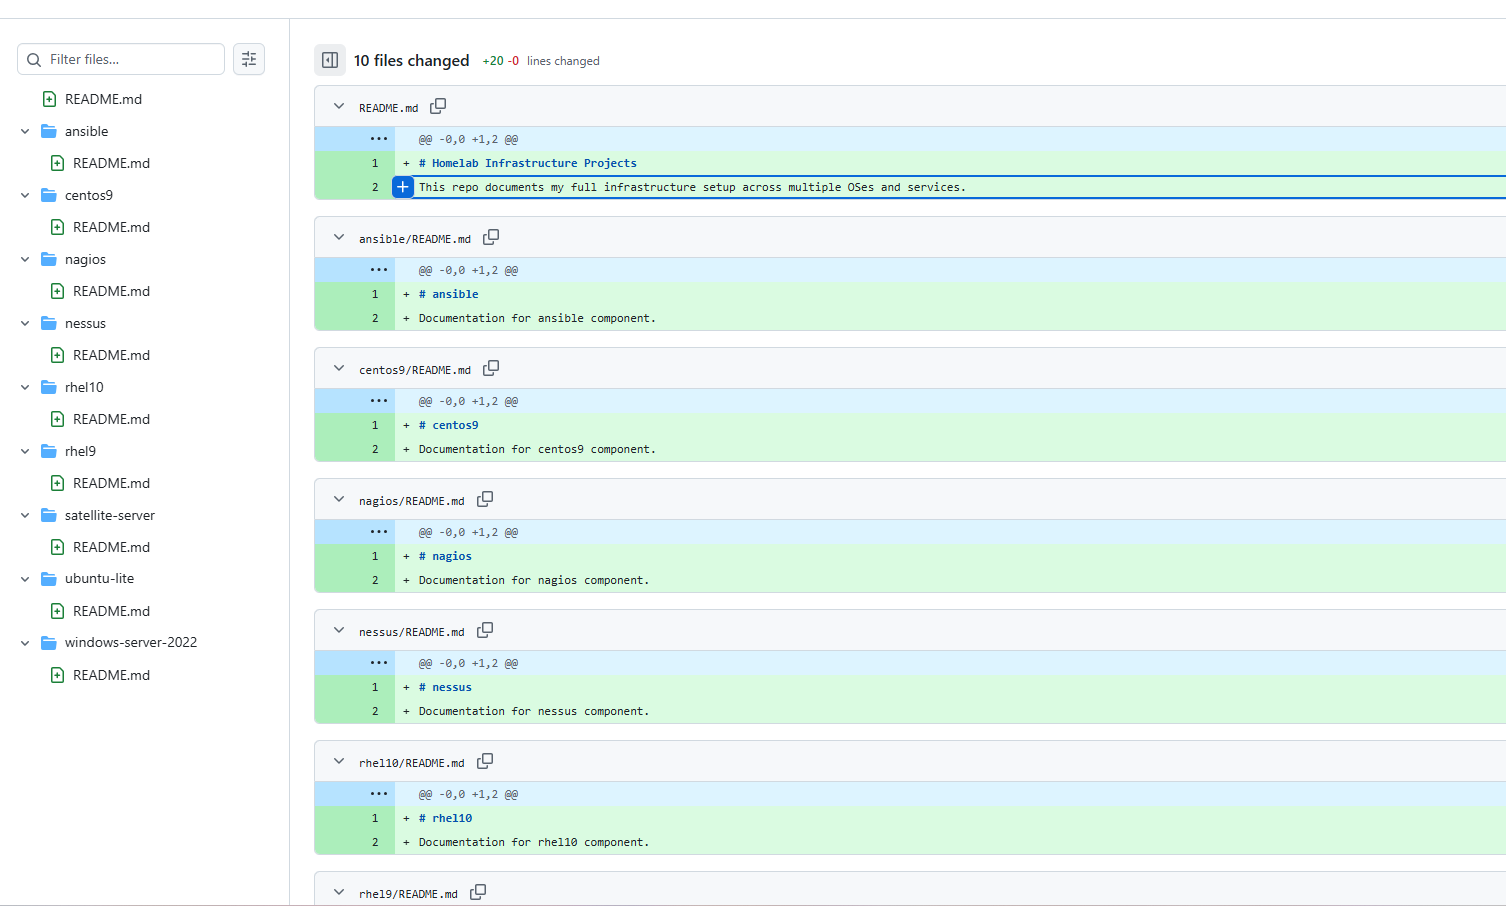 Filter files...
README.md
ansible
README.md
centos9
README.md
nagios
README.md
nessus
README.md
rhel10
README.md
rhel9
README.md
satellite-server
README.md
ubuntu-lite
README.md
windows-server-2022
README.md
10 files changed +20 -0 lines changed
README.md
@@ -0,0 +1,2 @@
1 + # Homelab Infrastructure Projects
2 + This repo documents my full infrastructure setup across multiple OSes and services.
ansible/README.md
@@ -0,0 +1,2 @@
1 + # ansible
2 + Documentation for ansible component.
centos9/README.md
@@ -0,0 +1,2 @@
1 + # centos9
2 + Documentation for centos9 component.
nagios/README.md
@@ -0,0 +1,2 @@
1 + # nagios
2 + Documentation for nagios component.
nessus/README.md
@@ -0,0 +1,2 @@
1 + # nessus
2 + Documentation for nessus component.
rhel10/README.md
@@ -0,0 +1,2 @@
1 + # rhel10
2 + Documentation for rhel10 component.
rhel9/README.md